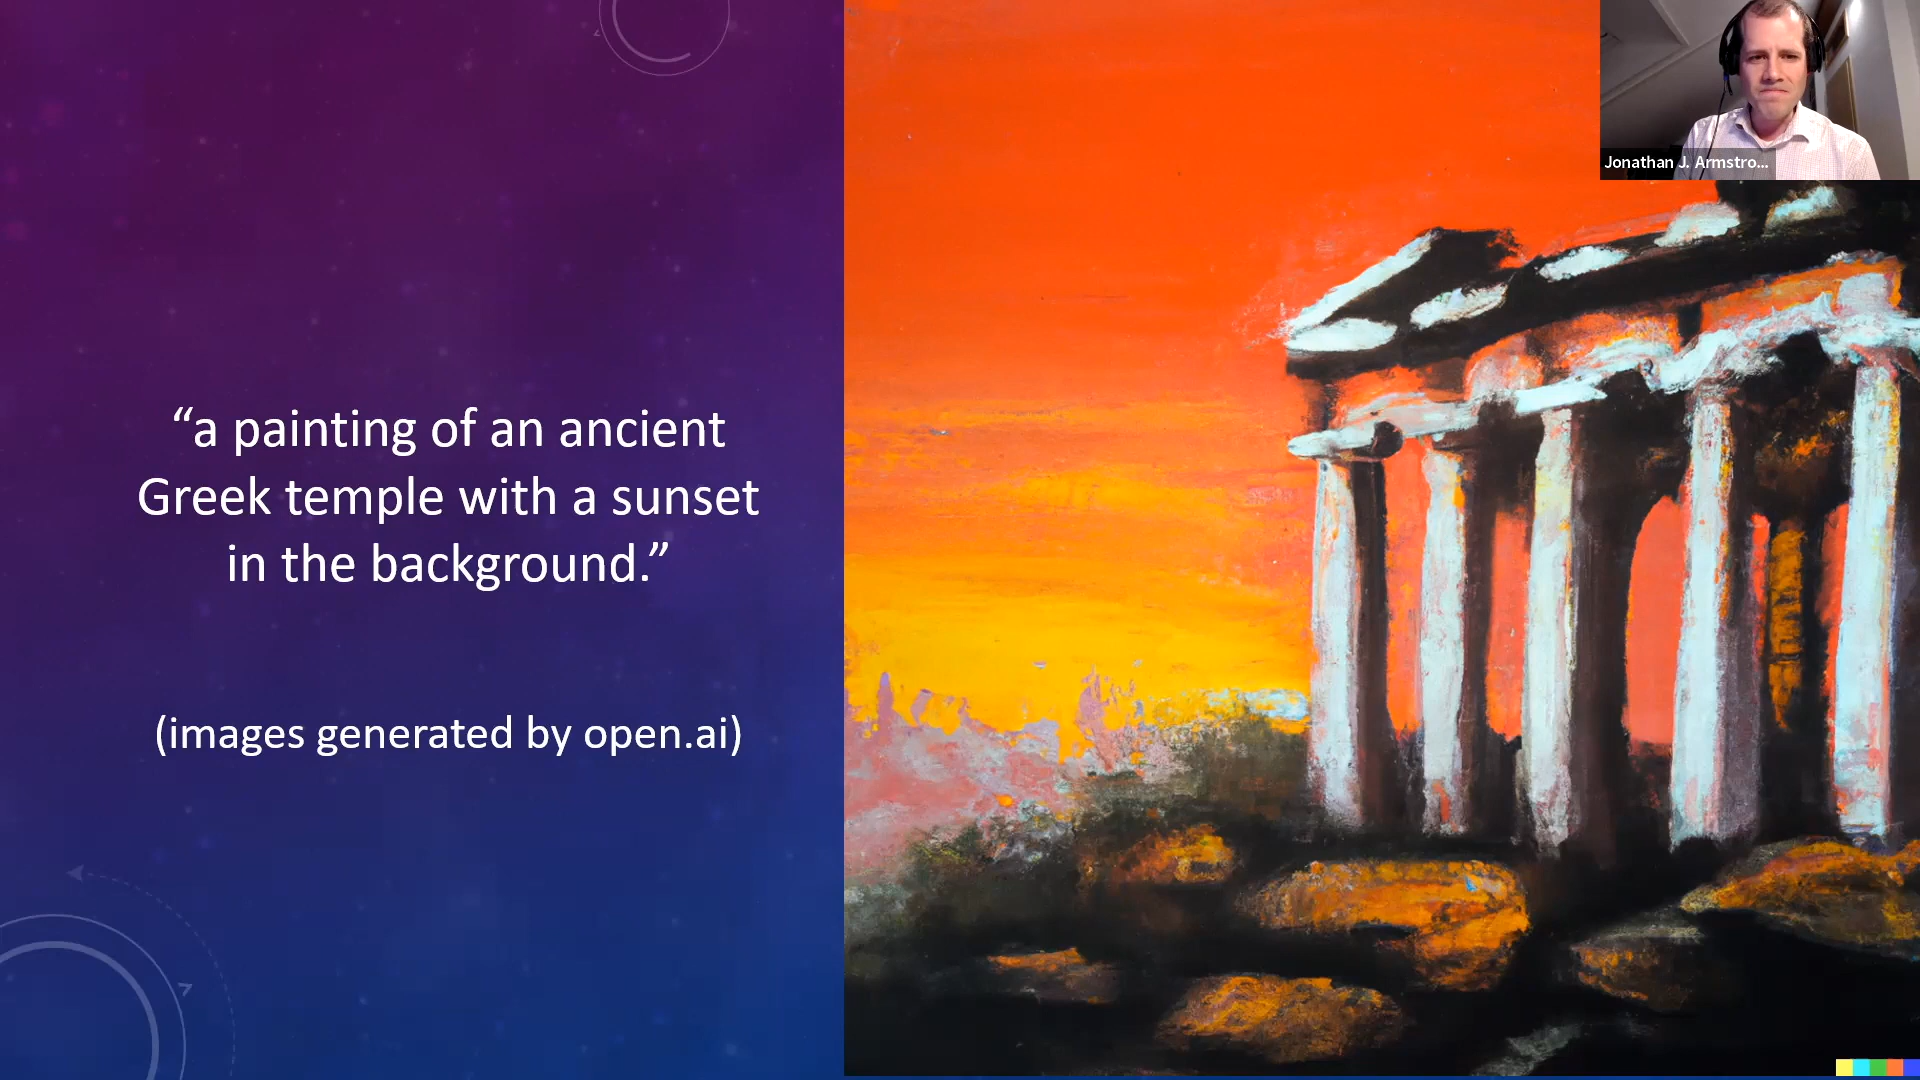 “a painting of an ancient
Greek temple with a sunset
in the background.”
(images generated by open.ai)
Jonathan J. Armstro...